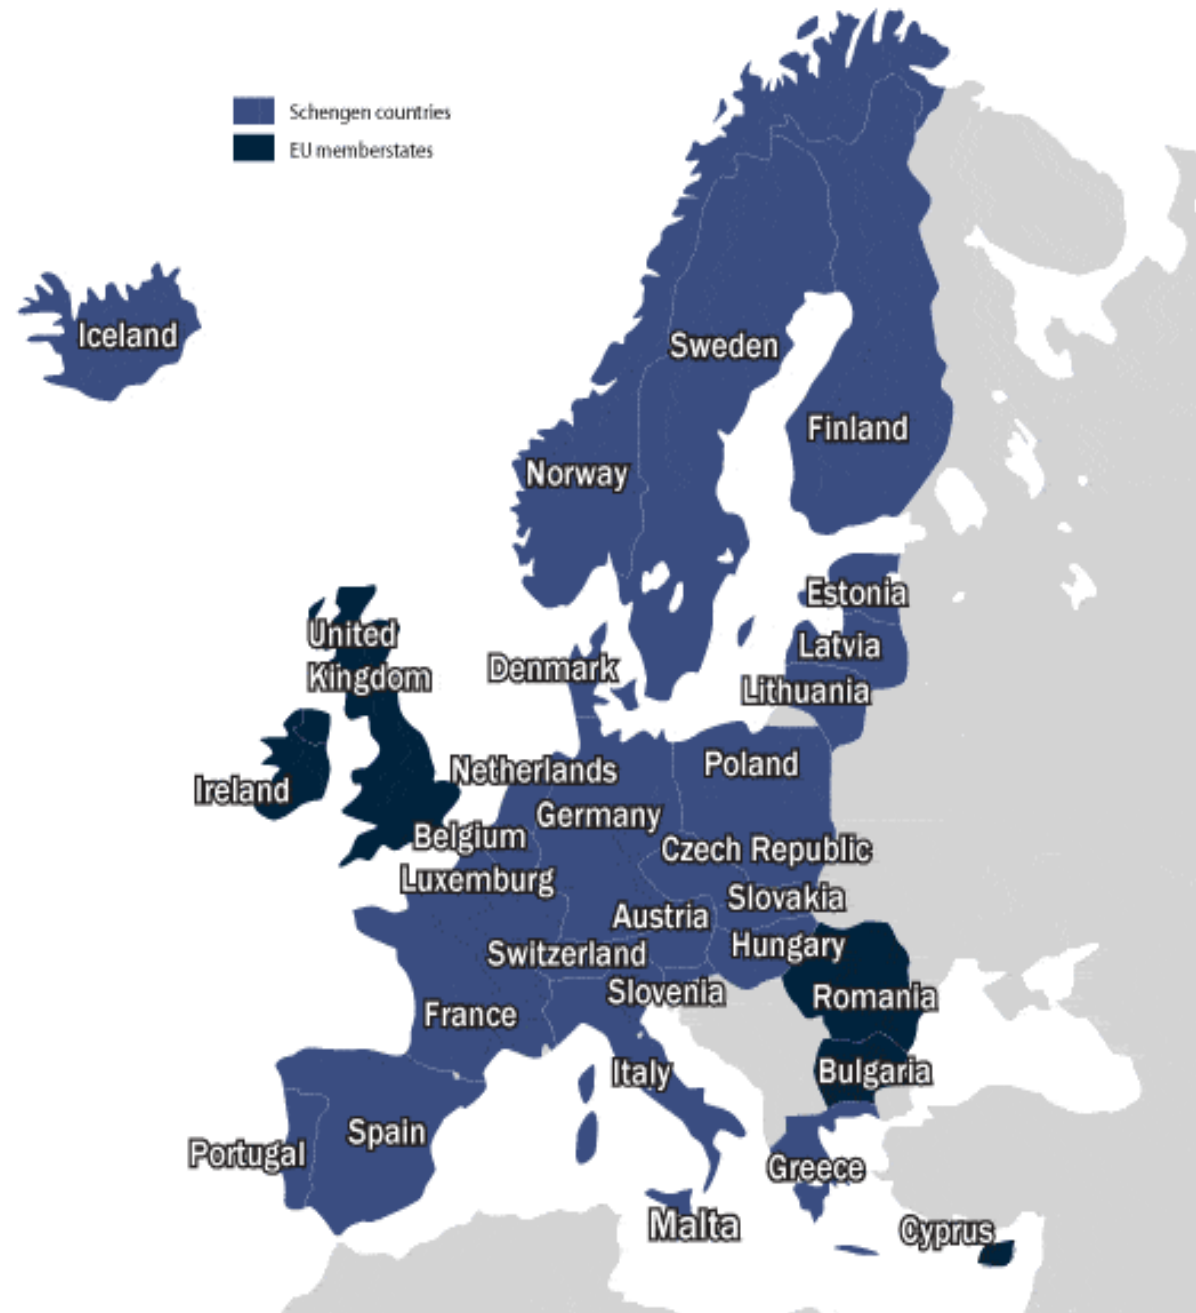 Schengen countries
EU memberstates
Iceland
Sweden
Finland
Norway
Estonia
United
Kingdom
Latvia
Denmark
Lithuania
Netherlands
Poland
Ireland
Germany
Belgium
Czech Republic
Luxemburg
Slovakia
Austria
Hungary
Switzerland
Slovenia
Romania
France
Italy
Bulgaria
Spain
Portugal
Greece
Malta
Cyprus